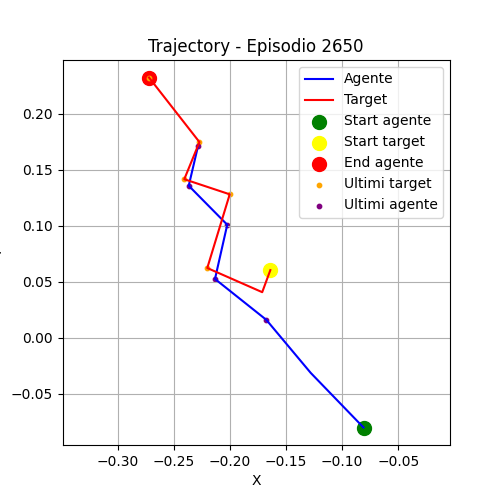 Trajectory - Episodio 2650
Agente
Target
Start agente
Start target
End agente
Ultimi target
Ultimi agente
0.20
0.15
0.10
0.05
0.00
−0.05
−0.30
−0.25
−0.20
−0.15
−0.10
−0.05
X